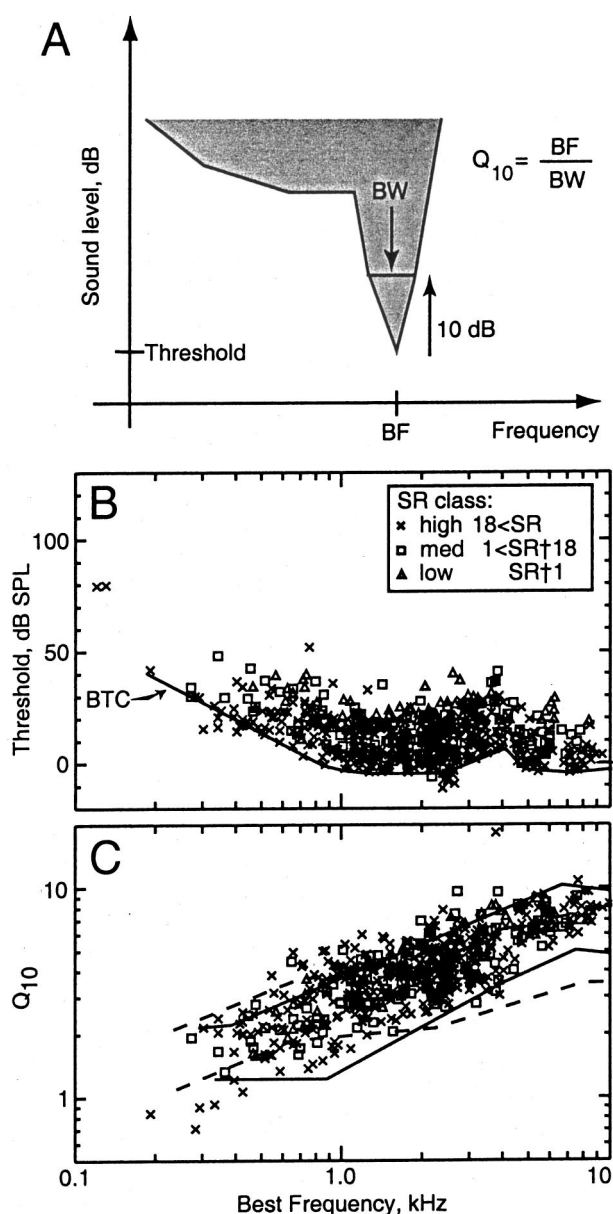 A
Sound level, dB
Q10 = BF / BW
BW
10 dB
Threshold
BF
Frequency
B
SR class:
× high 18<SR
□ med 1<SR†18
△ low SR†1
Threshold, dB SPL
100
50
0
BTC
C
Q10
10
1
0.1
1.0
10
Best Frequency, kHz